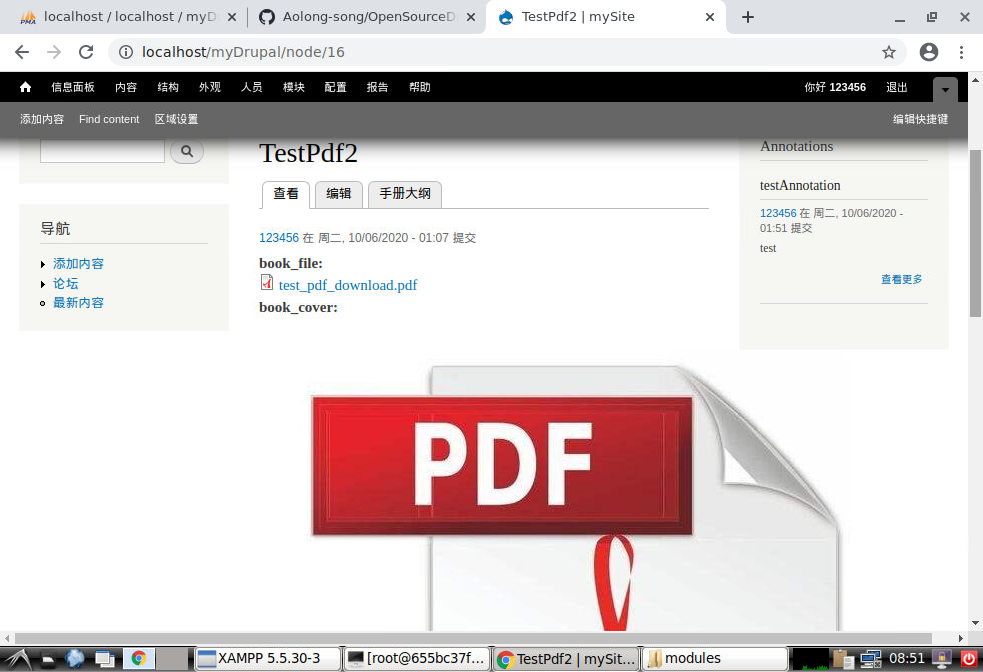 localhost / localhost / myD
Aolong-song/OpenSourceD
TestPdf2 | mySite
localhost/myDrupal/node/16
信息面板 内容 结构 外观 人员 模块 配置 报告 帮助 你好 123456 退出
添加内容 Find content 区域设置 编辑快捷键
导航
添加内容
论坛
最新内容
TestPdf2
查看 编辑 手册大纲
123456 在 周二, 10/06/2020 - 01:07 提交
book_file:
test_pdf_download.pdf
book_cover:
PDF
Annotations
testAnnotation
123456 在 周二, 10/06/2020 -
01:51 提交
test
查看更多
XAMPP 5.5.30-3 [root@655bc37f... TestPdf2 | mySit... modules 08:51